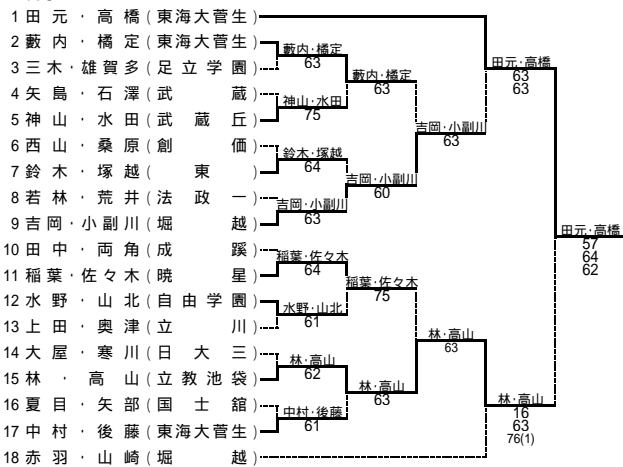 1 田元・高橋(東海大菅生)
2 藪内・橘定(東海大菅生)
3 三木・雄賀多(足立学園)
4 矢島・石澤(武蔵)
5 神山・水田(武蔵丘)
6 西山・桑原(創価)
7 鈴木・塚越(東)
8 若林・荒井(法政一)
9 吉岡・小副川(堀越)
10 田中・両角(成蹊)
11 稲葉・佐々木(暁星)
12 水野・山北(自由学園)
13 上田・奥津(立川)
14 大屋・寒川(日大三)
15 林・高山(立教池袋)
16 夏目・矢部(国士舘)
17 中村・後藤(東海大菅生)
18 赤羽・山崎(堀越)
藪内・橘定
63
神山・水田
75
鈴木・塚越
64
吉岡・小副川
63
稲葉・佐々木
64
水野・山北
61
林・高山
62
中村・後藤
61
藪内・橘定
63
吉岡・小副川
60
稲葉・佐々木
75
林・高山
63
吉岡・小副川
63
林・高山
63
田元・高橋
63
63
林・高山
16
63
76(1)
田元・高橋
57
64
62